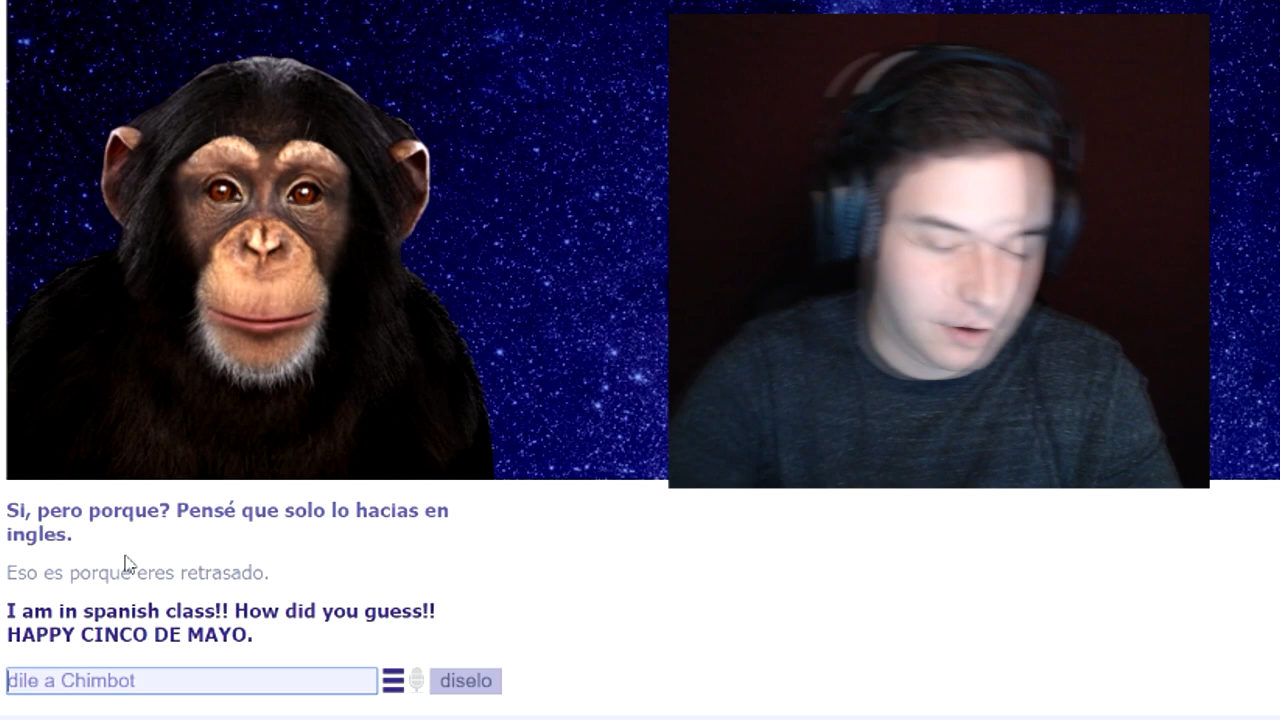 Si, pero porque? Pensé que solo lo hacias en
ingles.
Eso es porque eres retrasado.
I am in spanish class!! How did you guess!!
HAPPY CINCO DE MAYO.
dile a Chimbot
diselo